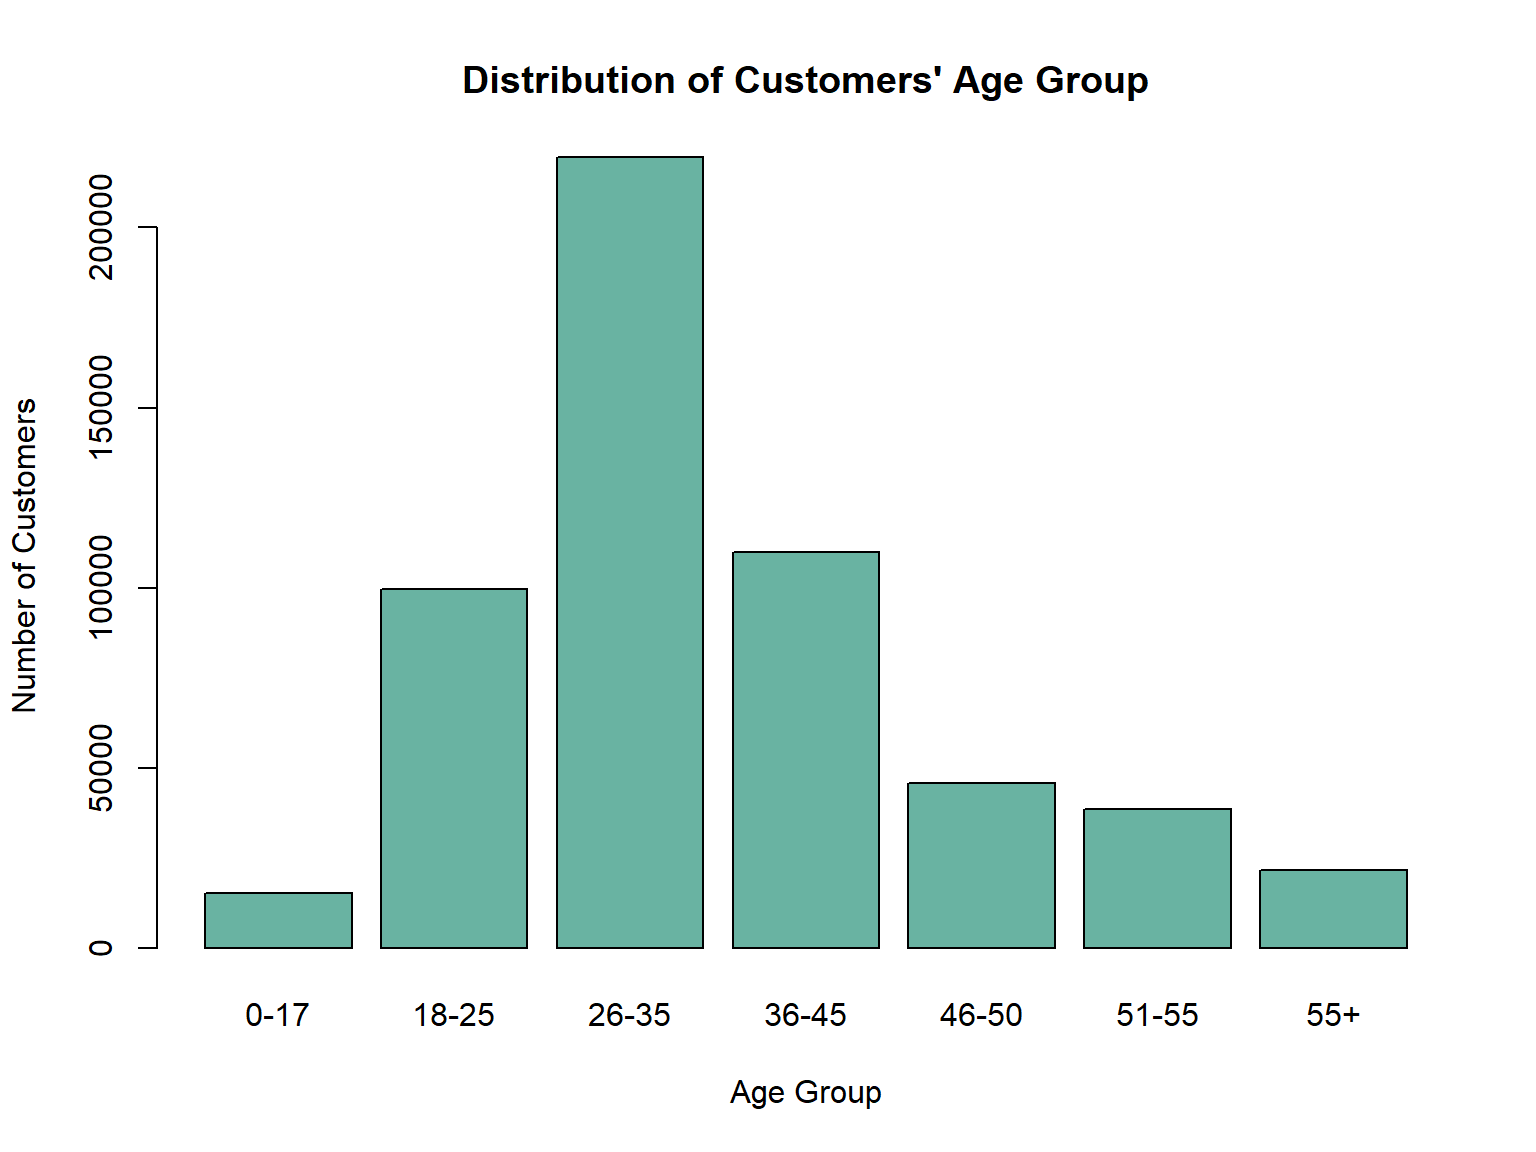 Distribution of Customers' Age Group
Number of Customers
200000
150000
100000
50000
0
0-17 18-25 26-35 36-45 46-50 51-55 55+
Age Group